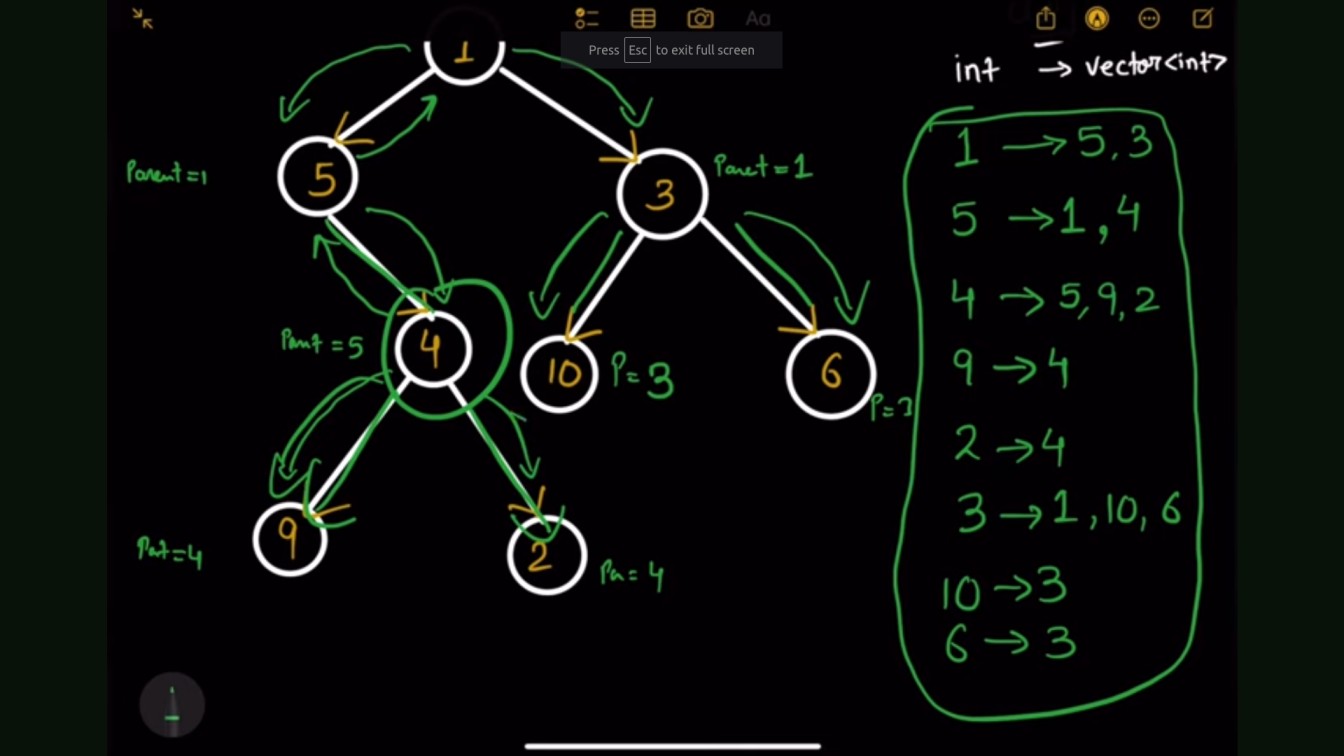 Aa
Press Esc to exit full screen
int → vector<int>
1
5
Parent = 1
3
Paret = 1
4
Pant = 5
10
P = 3
6
P = 3
9
Pat = 4
2
Pa = 4
1 → 5, 3
5 → 1, 4
4 → 5, 9, 2
9 → 4
2 → 4
3 → 1, 10, 6
10 → 3
6 → 3